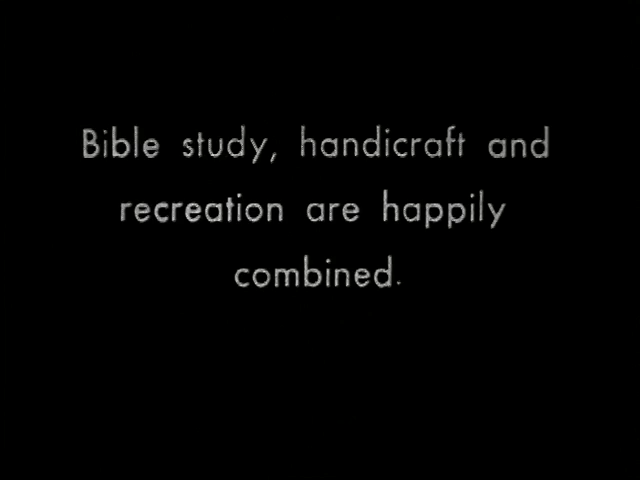 Bible study, handicraft and
recreation are happily
combined.